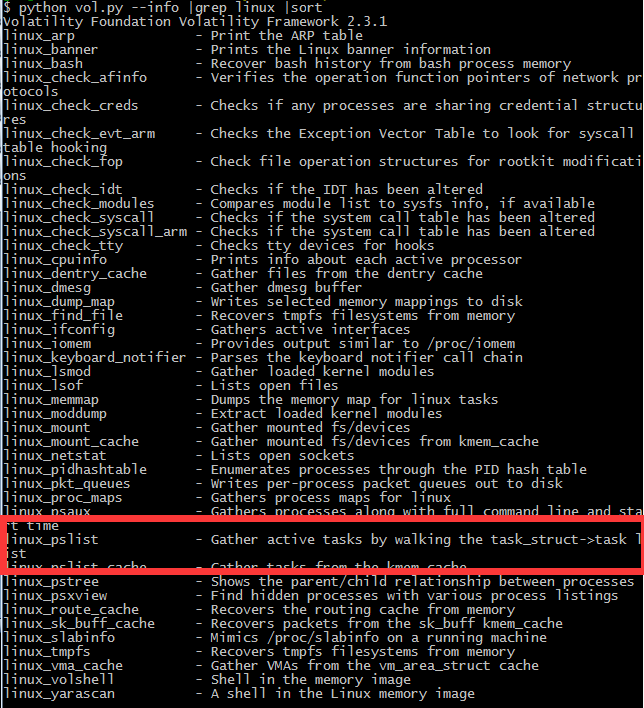 $ python vol.py --info |grep linux |sort
Volatility Foundation Volatility Framework 2.3.1
linux_arp - Print the ARP table
linux_banner - Prints the Linux banner information
linux_bash - Recover bash history from bash process memory
linux_check_afinfo - Verifies the operation function pointers of network pr
otocols
linux_check_creds - Checks if any processes are sharing credential structu
res
linux_check_evt_arm - Checks the Exception Vector Table to look for syscall
table hooking
linux_check_fop - Check file operation structures for rootkit modificati
ons
linux_check_idt - Checks if the IDT has been altered
linux_check_modules - Compares module list to sysfs info, if available
linux_check_syscall - Checks if the system call table has been altered
linux_check_syscall_arm - Checks if the system call table has been altered
linux_check_tty - Checks tty devices for hooks
linux_cpuinfo - Prints info about each active processor
linux_dentry_cache - Gather files from the dentry cache
linux_dmesg - Gather dmesg buffer
linux_dump_map - Writes selected memory mappings to disk
linux_find_file - Recovers tmpfs filesystems from memory
linux_ifconfig - Gathers active interfaces
linux_iomem - Provides output similar to /proc/iomem
linux_keyboard_notifier - Parses the keyboard notifier call chain
linux_lsmod - Gather loaded kernel modules
linux_lsof - Lists open files
linux_memmap - Dumps the memory map for linux tasks
linux_moddump - Extract loaded kernel modules
linux_mount - Gather mounted fs/devices
linux_mount_cache - Gather mounted fs/devices from kmem_cache
linux_netstat - Lists open sockets
linux_pidhashtable - Enumerates processes through the PID hash table
linux_pkt_queues - Writes per-process packet queues out to disk
linux_proc_maps - Gathers process maps for linux
linux_psaux - Gathers processes along with full command line and sta
rt time
linux_pslist - Gather active tasks by walking the task_struct->task l
ist
linux_pslist_cache - Gather tasks from the kmem_cache
linux_pstree - Shows the parent/child relationship between processes
linux_psxview - Find hidden processes with various process listings
linux_route_cache - Recovers the routing cache from memory
linux_sk_buff_cache - Recovers packets from the sk_buff kmem_cache
linux_slabinfo - Mimics /proc/slabinfo on a running machine
linux_tmpfs - Recovers tmpfs filesystems from memory
linux_vma_cache - Gather VMAs from the vm_area_struct cache
linux_volshell - Shell in the memory image
linux_yarascan - A shell in the Linux memory image